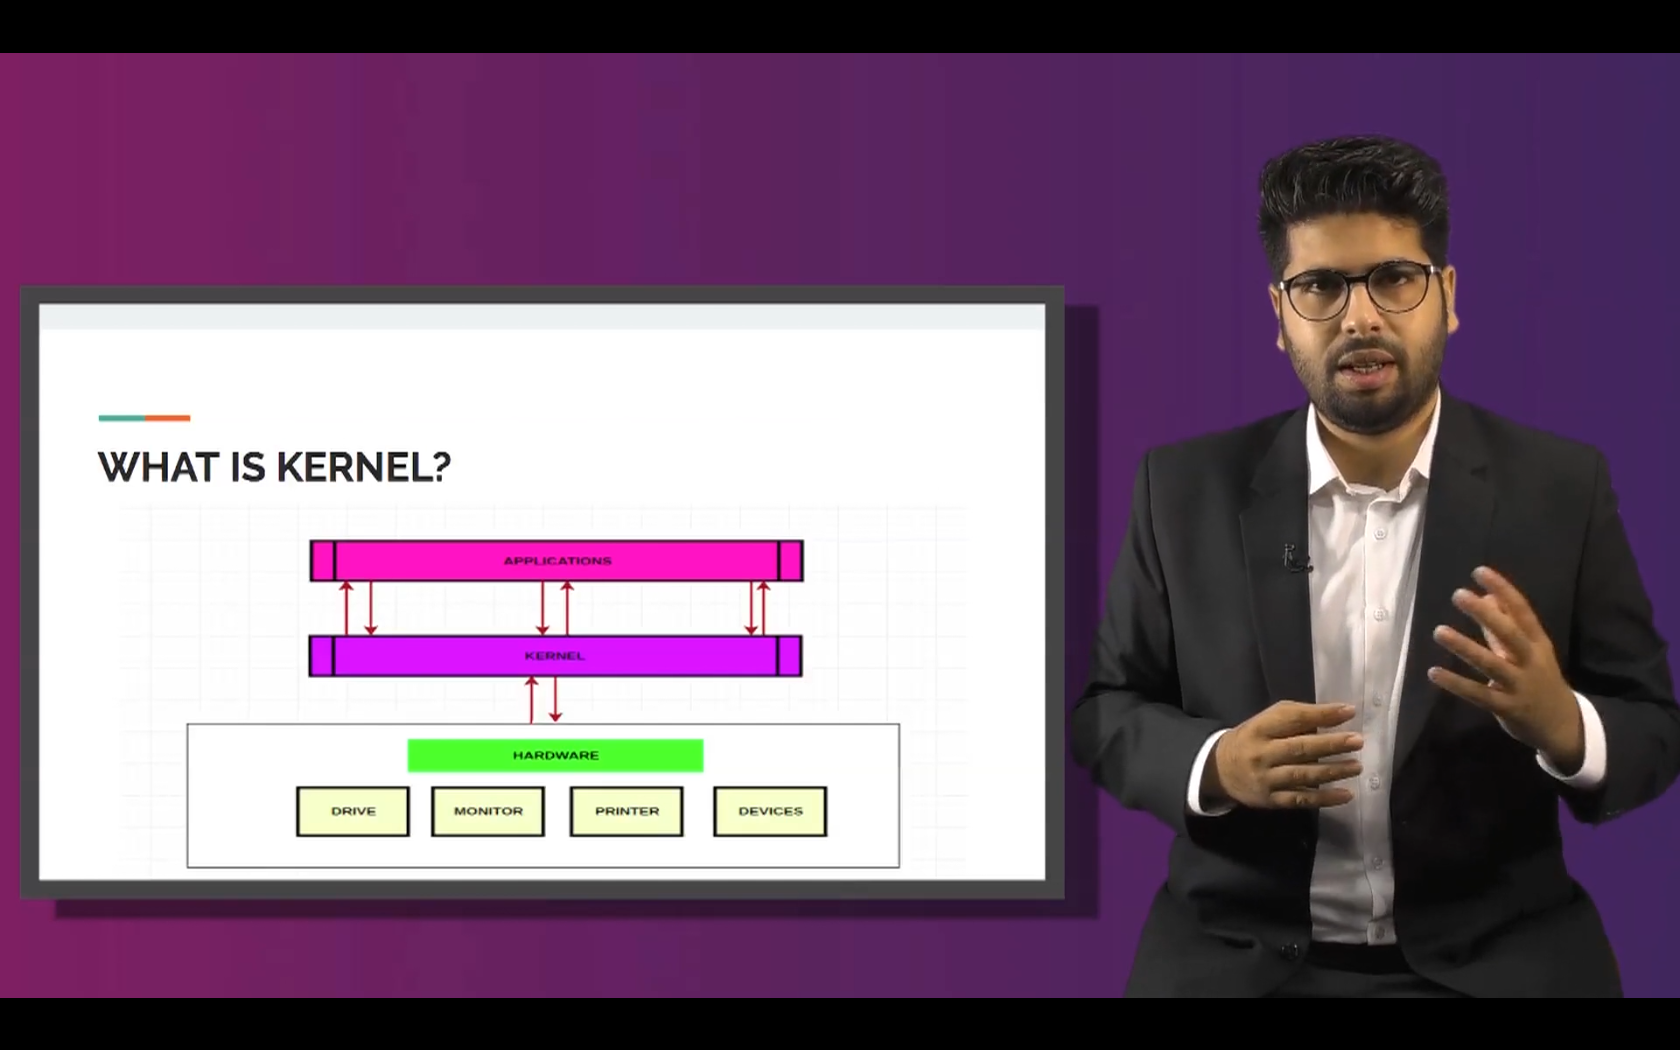 WHAT IS KERNEL?
APPLICATIONS
KERNEL
HARDWARE
DRIVE
MONITOR
PRINTER
DEVICES